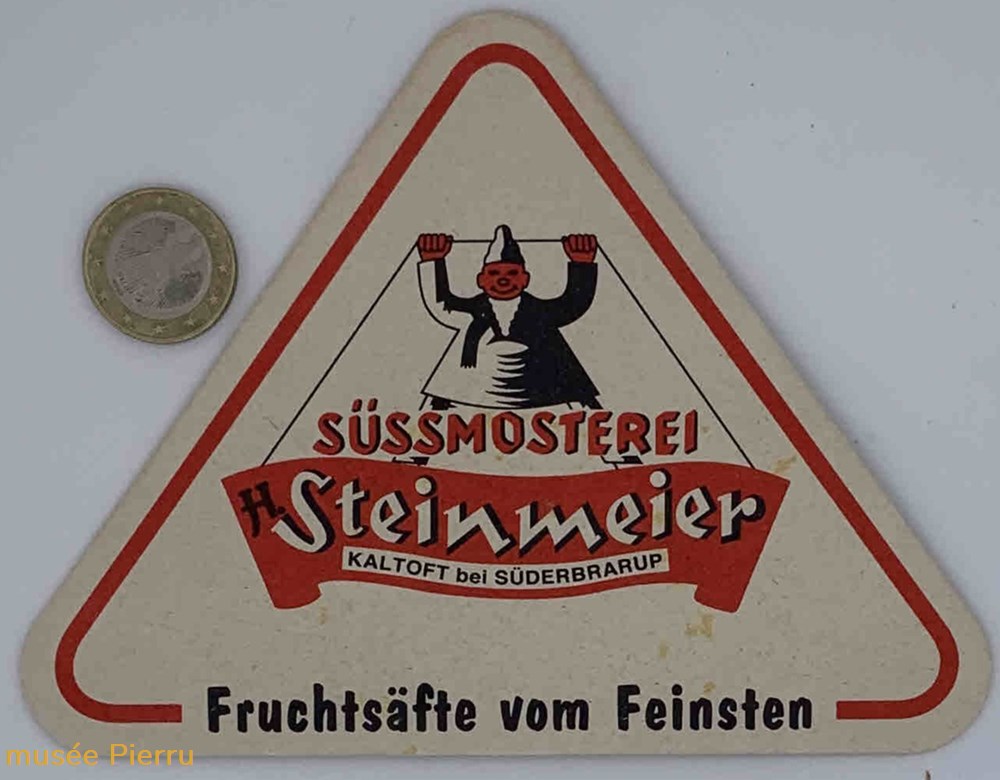 SÜSSMOSTEREI
H. Steinmeier
KALTOFT bei SÜDERBRARUP
Fruchtsäfte vom Feinsten
musée Pierru